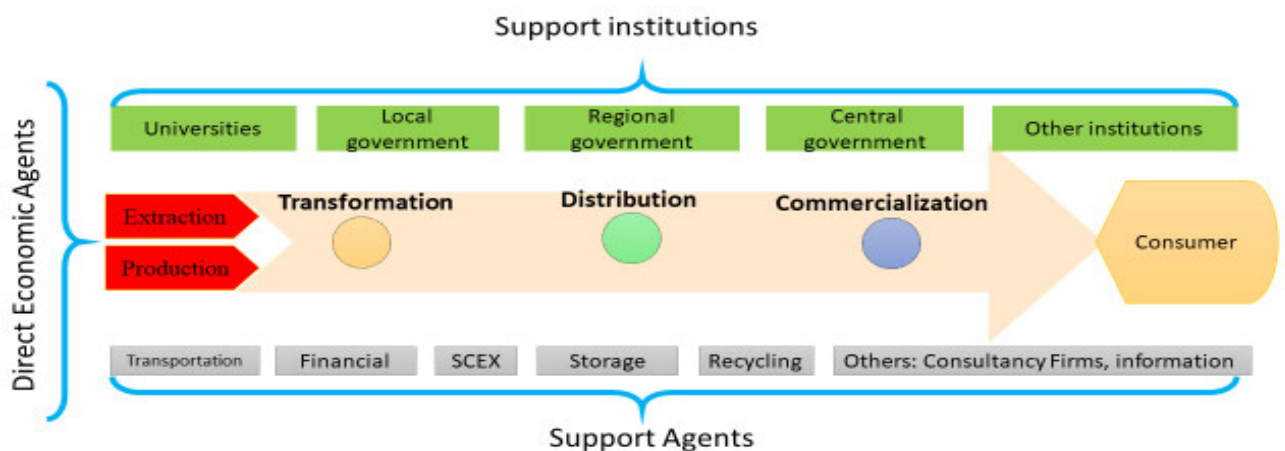 Support institutions
Direct Economic Agents
Universities
Local
government
Regional
government
Central
government
Other institutions
Extraction
Production
Transformation
Distribution
Commercialization
Consumer
Transportation
Financial
SCEX
Storage
Recycling
Others: Consultancy Firms, information
Support Agents